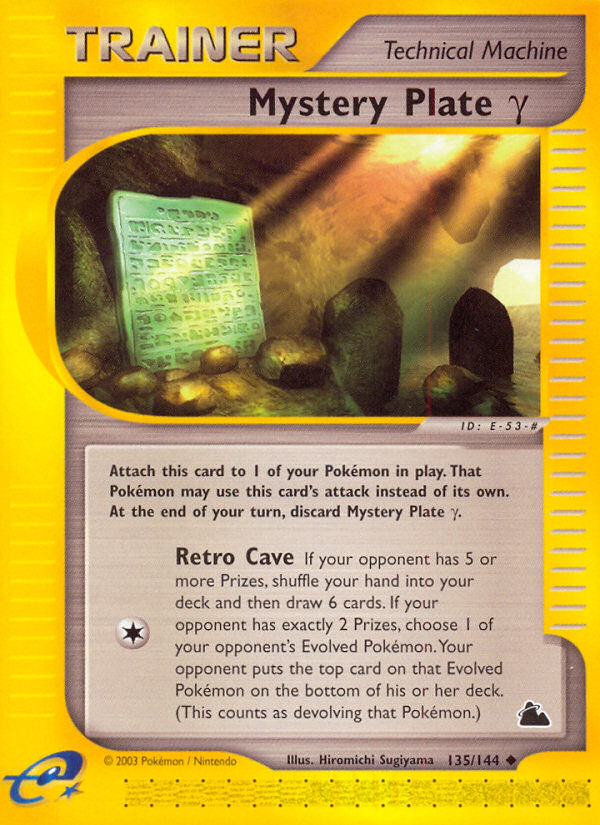 TRAINER
Technical Machine
Mystery Plate γ
ID: E-53-#
Attach this card to 1 of your Pokémon in play. That
Pokémon may use this card's attack instead of its own.
At the end of your turn, discard Mystery Plate γ.
Retro Cave If your opponent has 5 or
more Prizes, shuffle your hand into your
deck and then draw 6 cards. If your
opponent has exactly 2 Prizes, choose 1 of
your opponent's Evolved Pokémon. Your
opponent puts the top card on that Evolved
Pokémon on the bottom of his or her deck.
(This counts as devolving that Pokémon.)
© 2003 Pokémon / Nintendo
Illus. Hiromichi Sugiyama 135/144 ◆
e